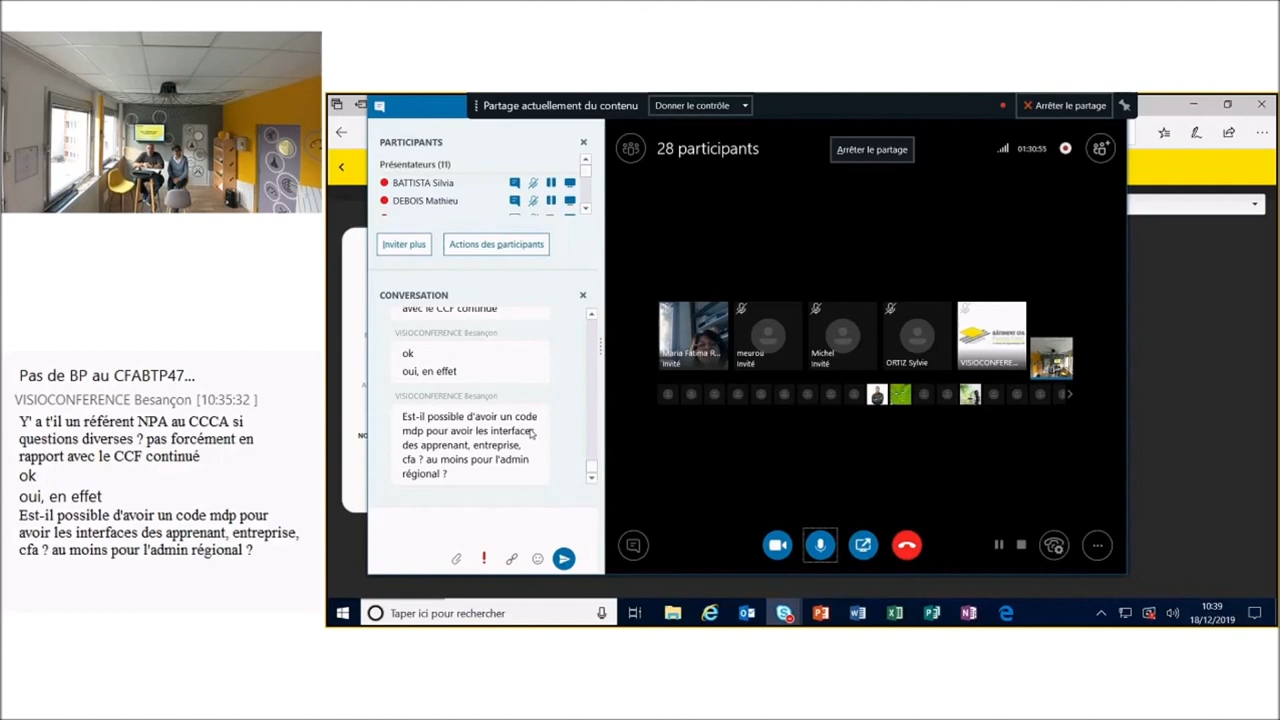 Pas de BP au CFABTP47...
VISIOCONFERENCE Besançon [10:35:32 ]
Y' a t'il un référent NPA au CCCA si
questions diverses ? pas forcément en
rapport avec le CCF continué
ok
oui, en effet
Est-il possible d'avoir un code mdp pour
avoir les interfaces des apprenant, entreprise,
cfa ? au moins pour l'admin régional ?
Partage actuellement du contenu
Donner le contrôle
Arrêter le partage
PARTICIPANTS
Présentateurs (11)
BATTISTA Silvia
DEBOIS Mathieu
Inviter plus
Actions des participants
CONVERSATION
avec le CCF continué
VISIOCONFERENCE Besançon
ok
oui, en effet
VISIOCONFERENCE Besançon
Est-il possible d'avoir un code
mdp pour avoir les interfaces
des apprenant, entreprise,
cfa ? au moins pour l'admin
régional ?
28 participants
Arrêter le partage
01:30:55
Maria Fátima R...
Invité
meurou
Invité
Michel
Invité
ORTIZ Sylvie
BÂTIMENT CFA
VISIOCONFERE...
Taper ici pour rechercher
10:39
18/12/2019